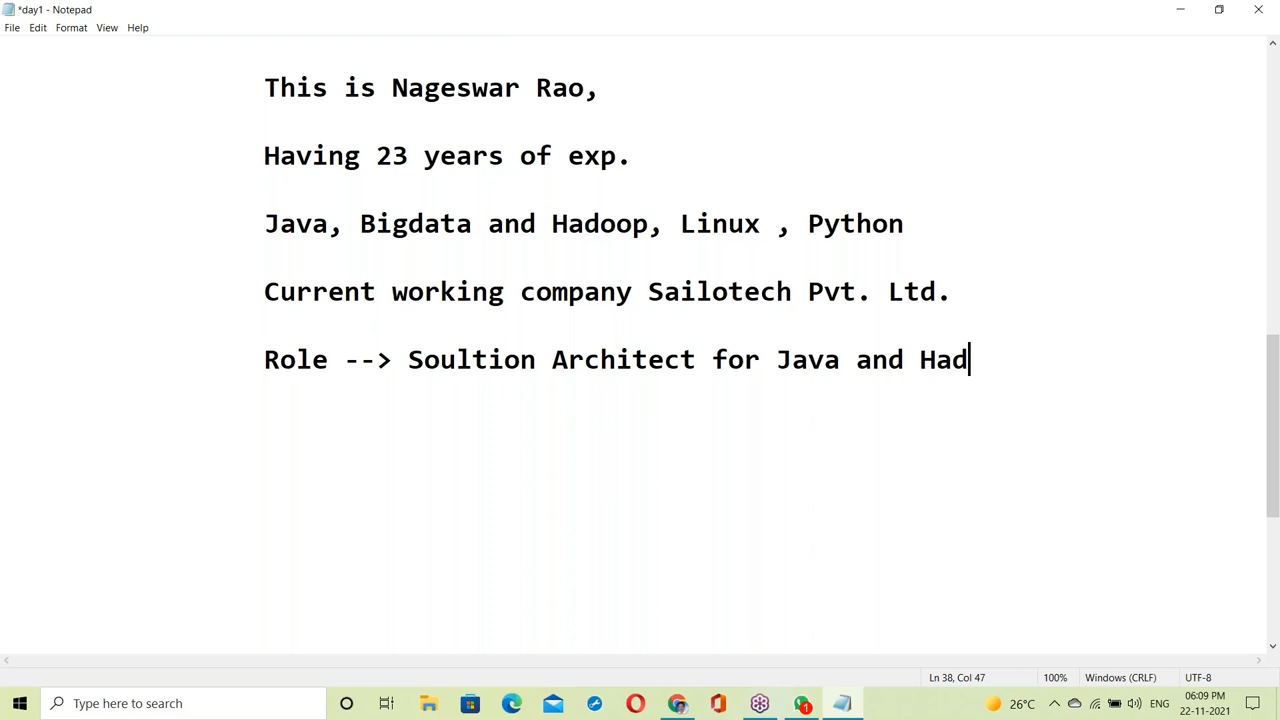 *day1 - Notepad
File Edit Format View Help
This is Nageswar Rao,
Having 23 years of exp.
Java, Bigdata and Hadoop, Linux , Python
Current working company Sailotech Pvt. Ltd.
Role --> Soultion Architect for Java and Had
Ln 38, Col 47 100% Windows (CRLF) UTF-8
Type here to search 1 26°C ENG 06:09 PM
22-11-2021